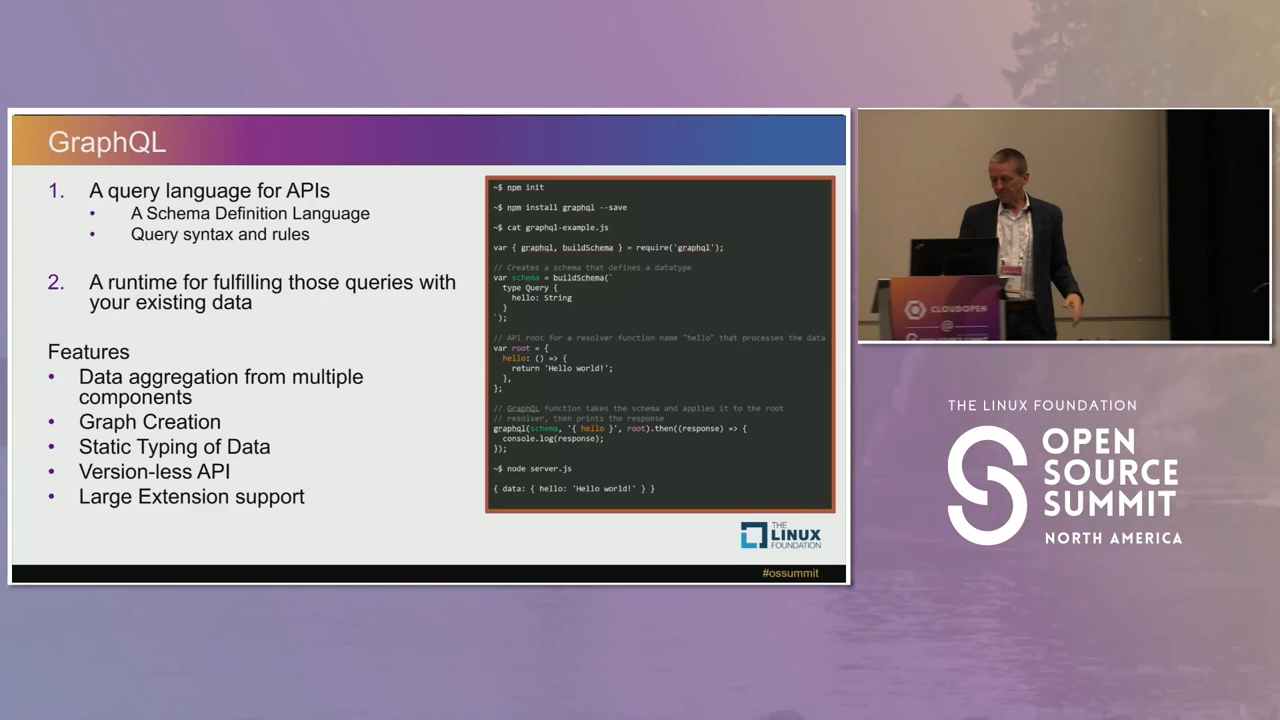 GraphQL
1. A query language for APIs
• A Schema Definition Language
• Query syntax and rules
2. A runtime for fulfilling those queries with
your existing data
Features
• Data aggregation from multiple
components
• Graph Creation
• Static Typing of Data
• Version-less API
• Large Extension support
~$ npm init
~$ npm install graphql --save
~$ cat graphql-example.js
var { graphql, buildSchema } = require('graphql');
// Creates a schema that defines a datatype
var schema = buildSchema(`
type Query {
hello: String
}
`);
// API root for a resolver function name "hello" that processes the data
var root = {
hello: () => {
return 'Hello world!';
},
};
// GraphQL function takes the schema and applies it to the root
// resolver, then prints the response
graphql(schema, '{ hello }', root).then((response) => {
console.log(response);
});
~$ node server.js
{ data: { hello: 'Hello world!' } }
THE
LINUX
FOUNDATION
#ossummit
CLOUDOPEN
@
OPEN SOURCE SUMMIT
THE LINUX FOUNDATION
OPEN
SOURCE
SUMMIT
NORTH AMERICA